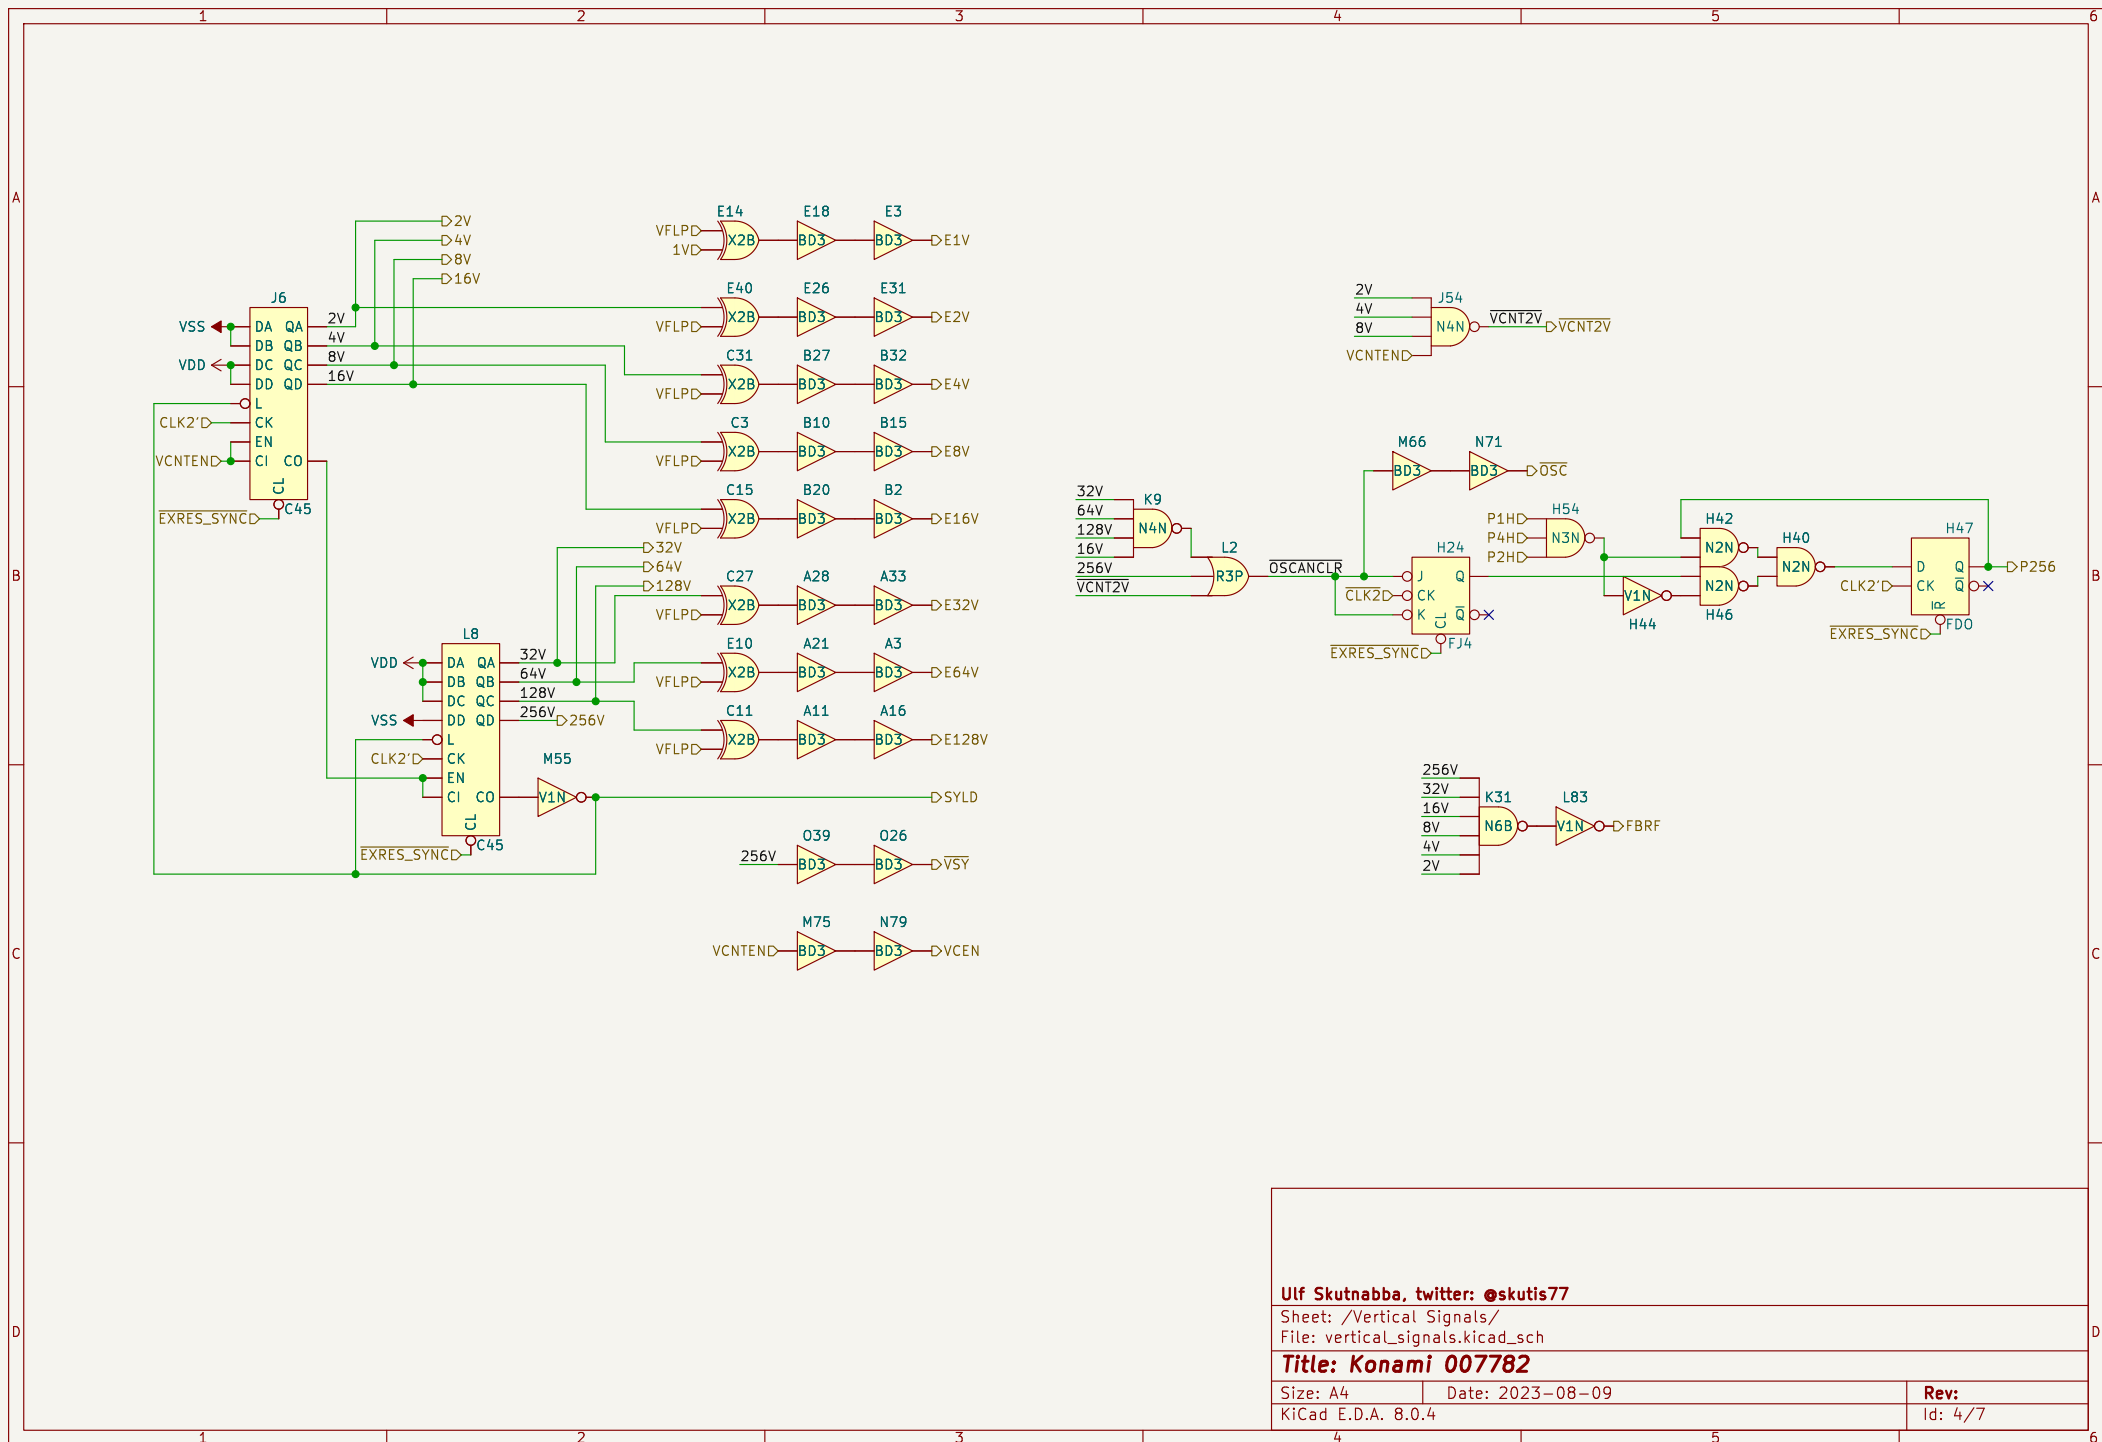 1 2 3 4 5 6
A A
B B
C C
D D
2V
4V
8V
16V
J6
VSS
VDD
DA QA
DB QB
DC QC
DD QD
L
CK
EN
CI CO
CL
C45
2V
4V
8V
16V
CLK2'
VCNTEN
EXRES_SYNC
L8
VDD
VSS
DA QA
DB QB
DC QC
DD QD
L
CK
EN
CI CO
CL
C45
32V
64V
128V
256V
256V
CLK2'
EXRES_SYNC
M55
V1N
SYLD
32V
64V
128V
E14 E18 E3
VFLP
1V
X2B BD3 BD3 E1V
E40 E26 E31
X2B BD3 BD3 E2V
VFLP
C31 B27 B32
X2B BD3 BD3 E4V
VFLP
C3 B10 B15
X2B BD3 BD3 E8V
VFLP
C15 B20 B2
X2B BD3 BD3 E16V
VFLP
C27 A28 A33
X2B BD3 BD3 E32V
VFLP
E10 A21 A3
X2B BD3 BD3 E64V
VFLP
C11 A11 A16
X2B BD3 BD3 E128V
VFLP
O39 O26
256V BD3 BD3 VSY
M75 N79
VCNTEN BD3 BD3 VCEN
2V
4V
8V
VCNTEN
J54
N4N
VCNT2V
VCNT2V
M66 N71
BD3 BD3 OSC
32V
64V
128V
16V
256V
VCNT2V
K9
N4N
L2
R3P
OSCANCLR
H24
J Q
CK
K Q
CL
FJ4
CLK2
EXRES_SYNC
P1H
P4H
P2H
H54
N3N
V1N
H44
H42
N2N
N2N
H46
H40
N2N
H47
D Q
CK Q
R
FDO
CLK2'
EXRES_SYNC
P256
256V
32V
16V
8V
4V
2V
K31
N6B
L83
V1N
FBRF
Ulf Skutnabba, twitter: @skutis77
Sheet: /Vertical Signals/
File: vertical_signals.kicad_sch
Title: Konami 007782
Size: A4 Date: 2023-08-09 Rev:
KiCad E.D.A. 8.0.4 Id: 4/7
1 2 3 4 5 6